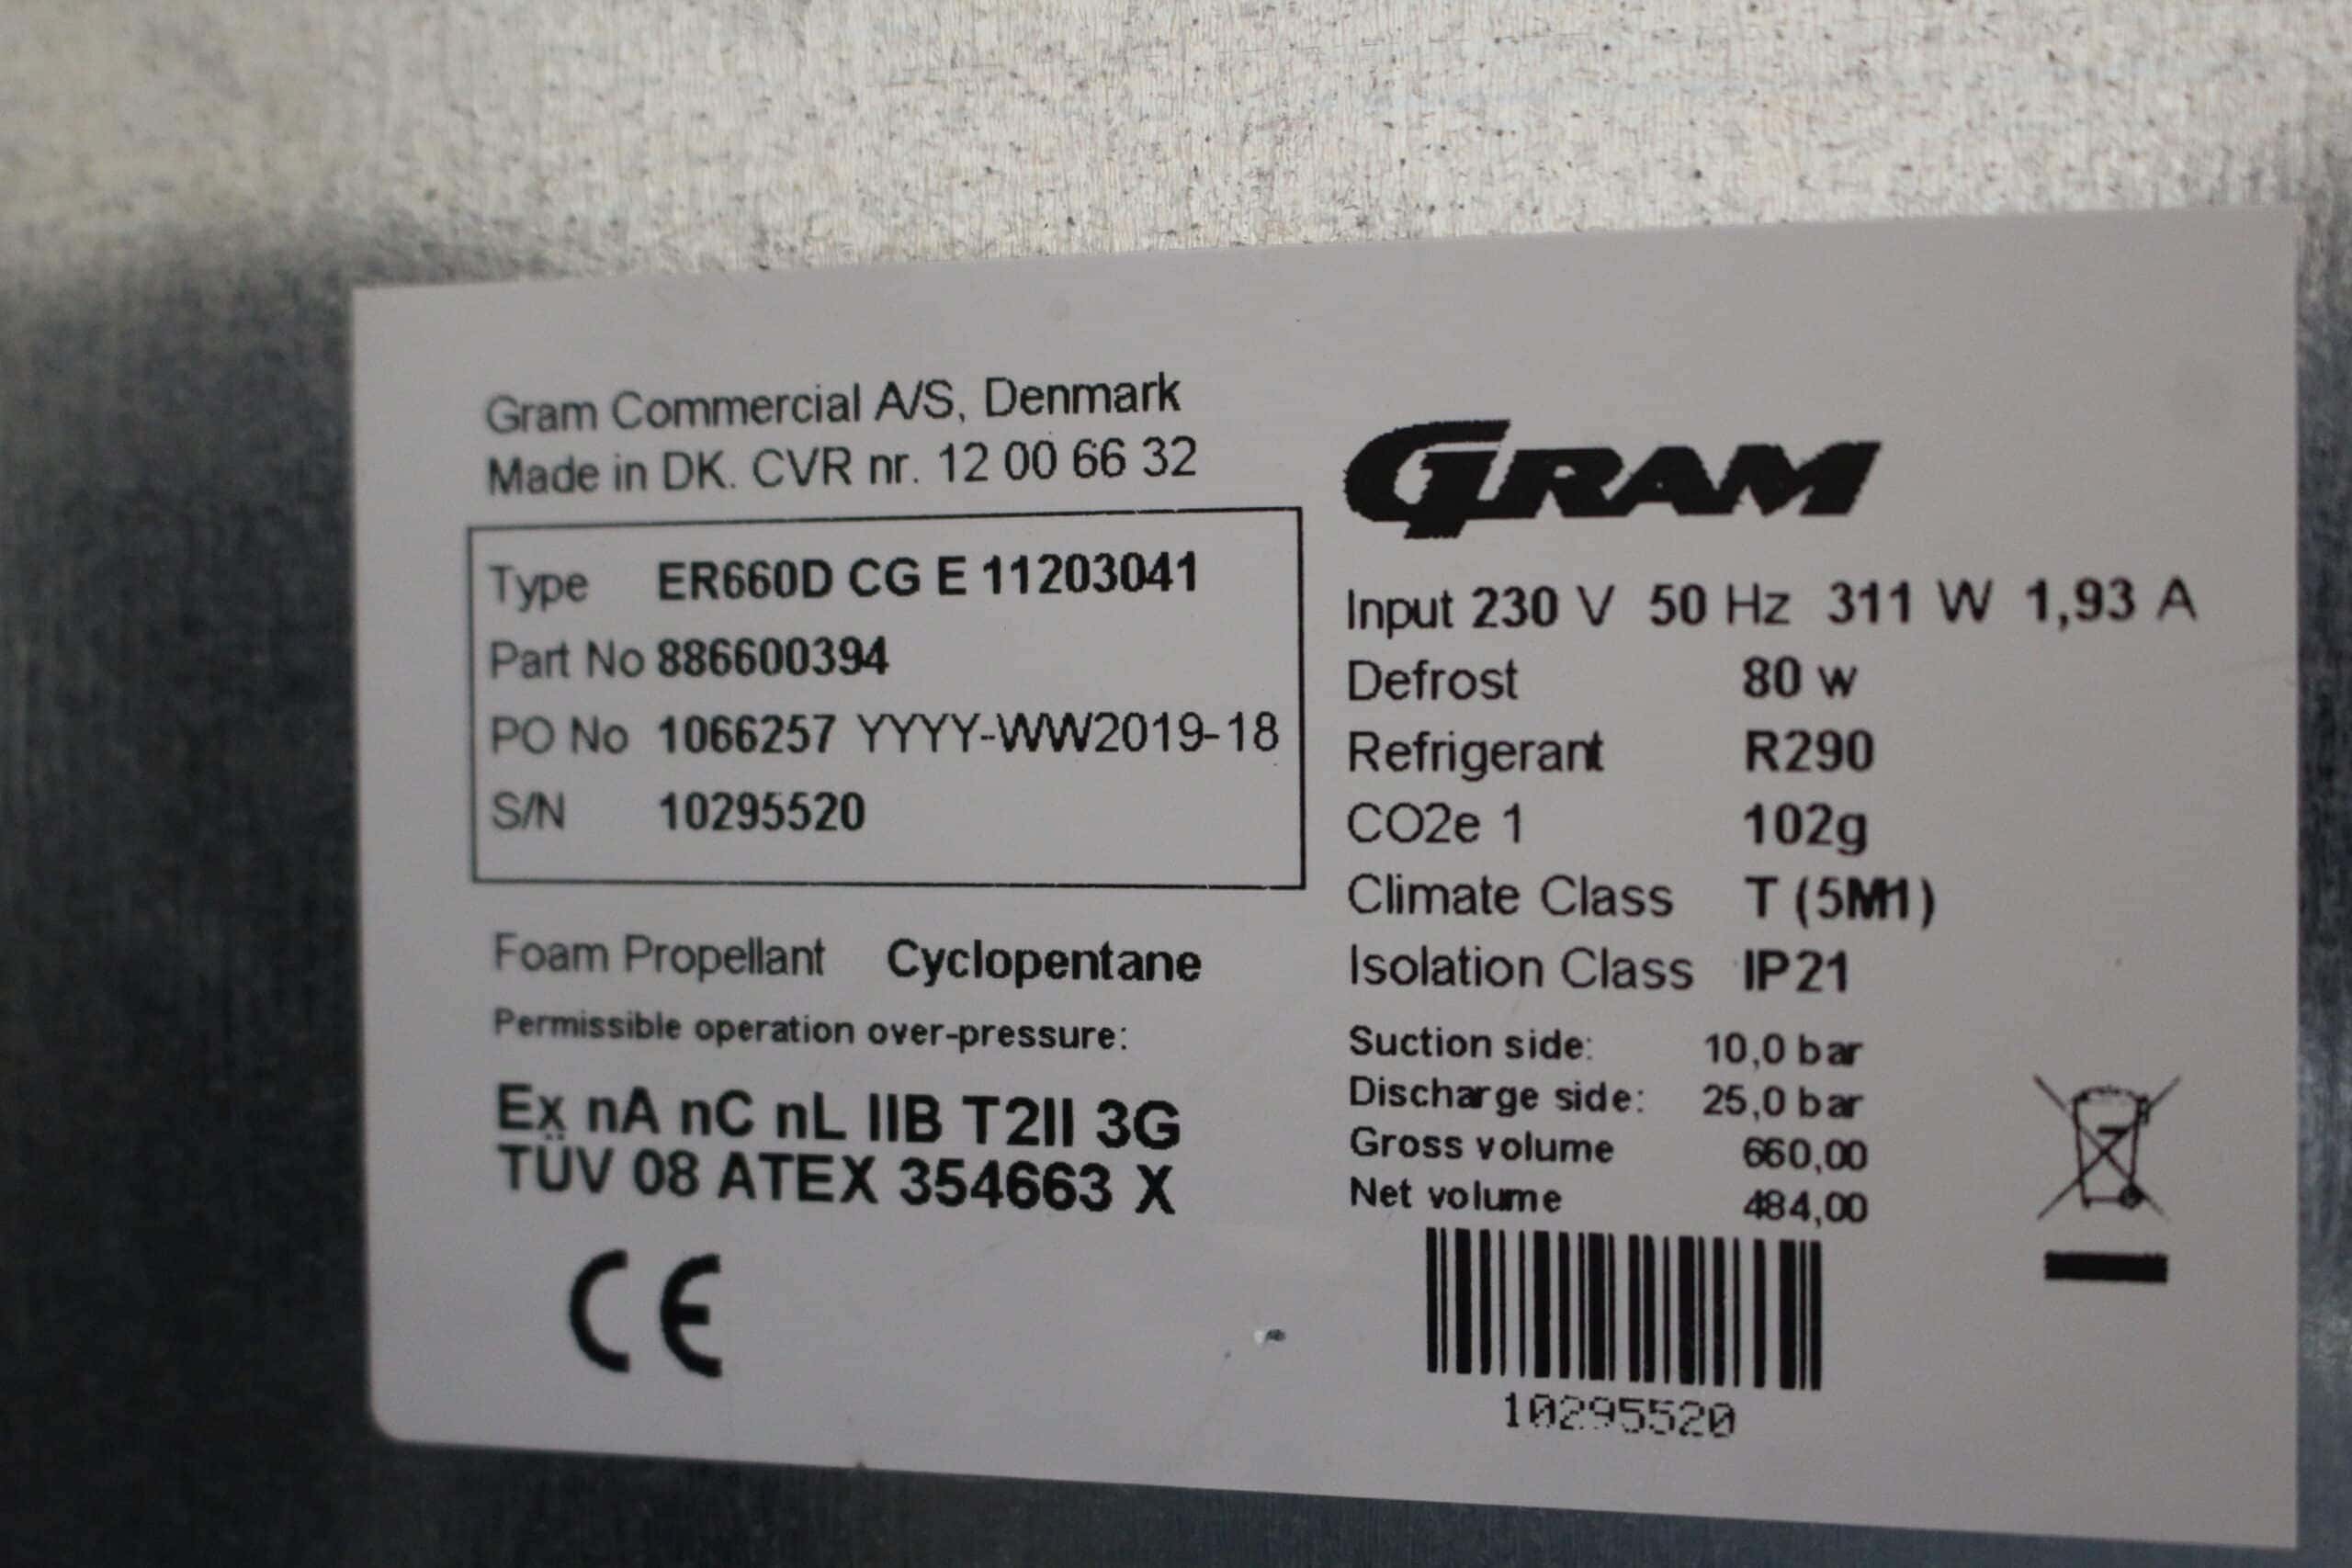 Gram Commercial A/S, Denmark
Made in DK. CVR nr. 12 00 66 32
Type ER660D CG E 11203041
Part No 886600394
PO No 1066257 YYYY-WW2019-18
S/N 10295520
Foam Propellant Cyclopentane
Permissible operation over-pressure:
Ex nA nC nL IIB T2II 3G
TÜV 08 ATEX 354663 X
CE
GRAM
Input 230 V 50 Hz 311 W 1,93 A
Defrost 80 w
Refrigerant R290
CO2e 1 102g
Climate Class T (5M1)
Isolation Class IP21
Suction side: 10,0 bar
Discharge side: 25,0 bar
Gross volume 660,00
Net volume 484,00
10295520